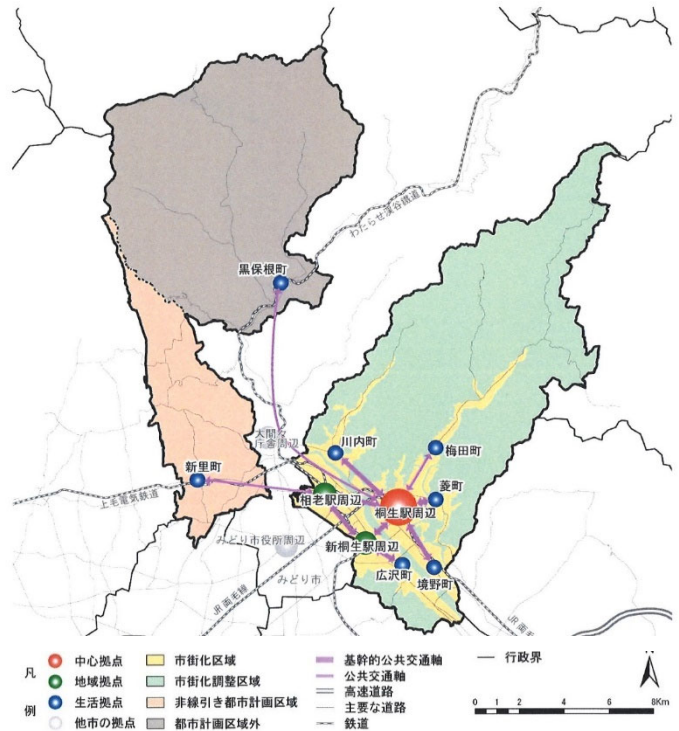 わたらせ渓谷鐵道
黒保根町
大間々
庁舎周辺
川内町
梅田町
新里町
上毛電気鉄道
相老駅周辺
菱町
桐生駅周辺
みどり市役所周辺
新桐生駅周辺
みどり市
広沢町
境野町
JR両毛線
JR両毛
凡
例
中心拠点
地域拠点
生活拠点
他市の拠点
市街化区域
市街化調整区域
非線引き都市計画区域
都市計画区域外
基幹的公共交通軸
公共交通軸
高速道路
主要な道路
鉄道
行政界
N
0 1 2 4 6 8Km